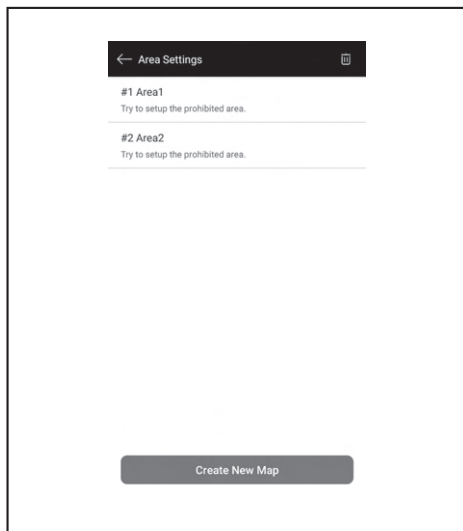 Area Settings
#1 Area1
Try to setup the prohibited area.
#2 Area2
Try to setup the prohibited area.
Create New Map